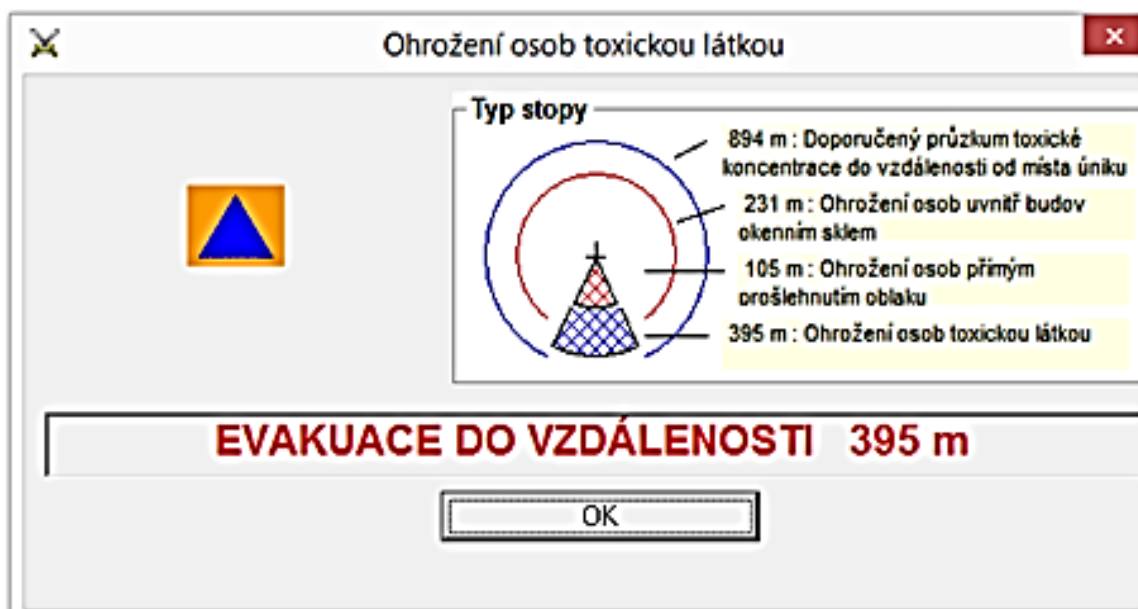 Ohrožení osob toxickou látkou
Typ stopy
894 m : Doporučený průzkum toxické
koncentrace do vzdálenosti od místa úniku
231 m : Ohrožení osob uvnitř budov
okenním sklem
105 m : Ohrožení osob přímým
prošlehnutím oblaku
395 m : Ohrožení osob toxickou látkou
EVAKUACE DO VZDÁLENOSTI 395 m
OK